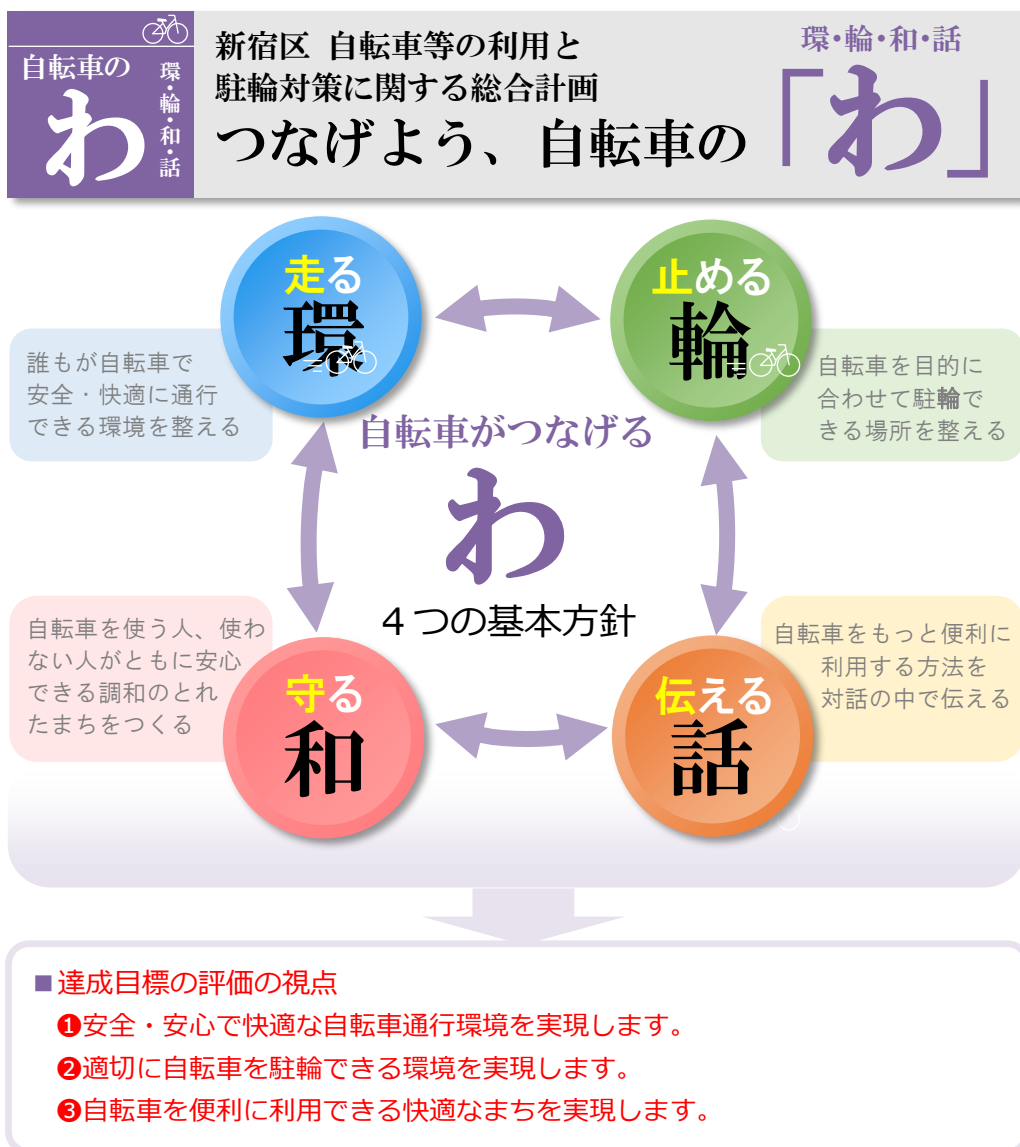 自転車の
わ
環・輪・和・話
新宿区 自転車等の利用と
駐輪対策に関する総合計画
つなげよう、自転車の「わ」
環・輪・和・話
走る
環
誰もが自転車で
安全・快適に通行
できる環境を整える
止める
輪
自転車を目的に
合わせて駐輪で
きる場所を整える
自転車がつなげる
わ
4つの基本方針
自転車を使う人、使わ
ない人がともに安心
できる調和のとれ
たまちをつくる
守る
和
自転車をもっと便利に
利用する方法を
対話の中で伝える
伝える
話
■達成目標の評価の視点
❶安全・安心で快適な自転車通行環境を実現します。
❷適切に自転車を駐輪できる環境を実現します。
❸自転車を便利に利用できる快適なまちを実現します。